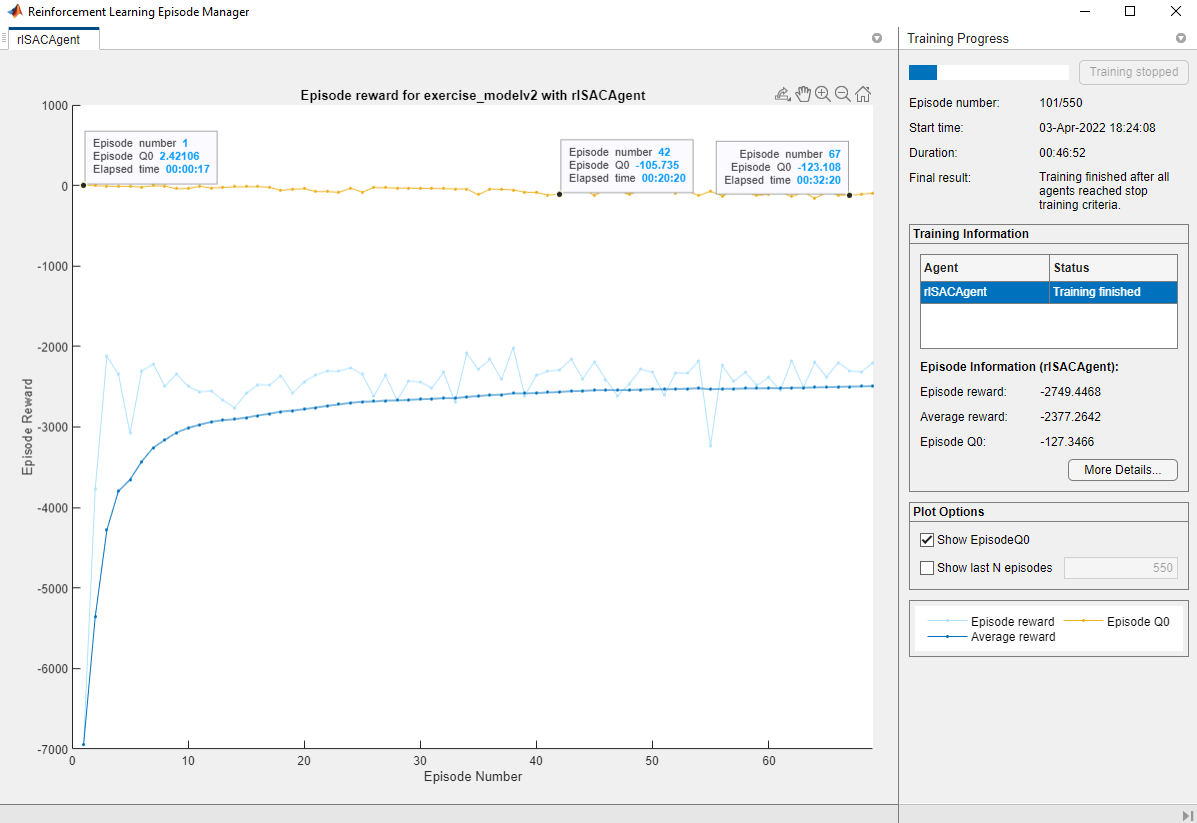 Reinforcement Learning Episode Manager
rlSACAgent
Episode reward for exercise_modelv2 with rlSACAgent
1000
0
-1000
-2000
-3000
-4000
-5000
-6000
-7000
Episode Reward
Episode number 1
Episode Q0 2.42106
Elapsed time 00:00:17
Episode number 42
Episode Q0 -105.735
Elapsed time 00:20:20
Episode number 67
Episode Q0 -123.108
Elapsed time 00:32:20
0 10 20 30 40 50 60
Episode Number
Training Progress
Training stopped
Episode number: 101/550
Start time: 03-Apr-2022 18:24:08
Duration: 00:46:52
Final result: Training finished after all
agents reached stop
training criteria.
Training Information
Agent Status
rlSACAgent Training finished
Episode Information (rlSACAgent):
Episode reward: -2749.4468
Average reward: -2377.2642
Episode Q0: -127.3466
More Details...
Plot Options
Show EpisodeQ0
Show last N episodes 550
Episode reward Episode Q0
Average reward